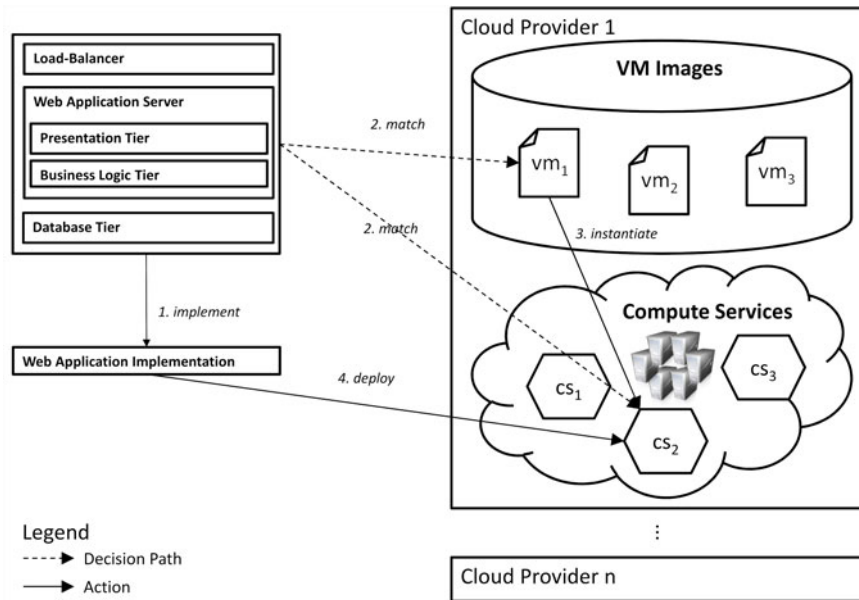 Cloud Provider 1
Load-Balancer
Web Application Server
Presentation Tier
Business Logic Tier
Database Tier
VM Images
vm1
vm2
vm3
2. match
2. match
3. instantiate
1. implement
Web Application Implementation
4. deploy
Compute Services
cs1
cs2
cs3
Legend
Decision Path
Action
...
Cloud Provider n